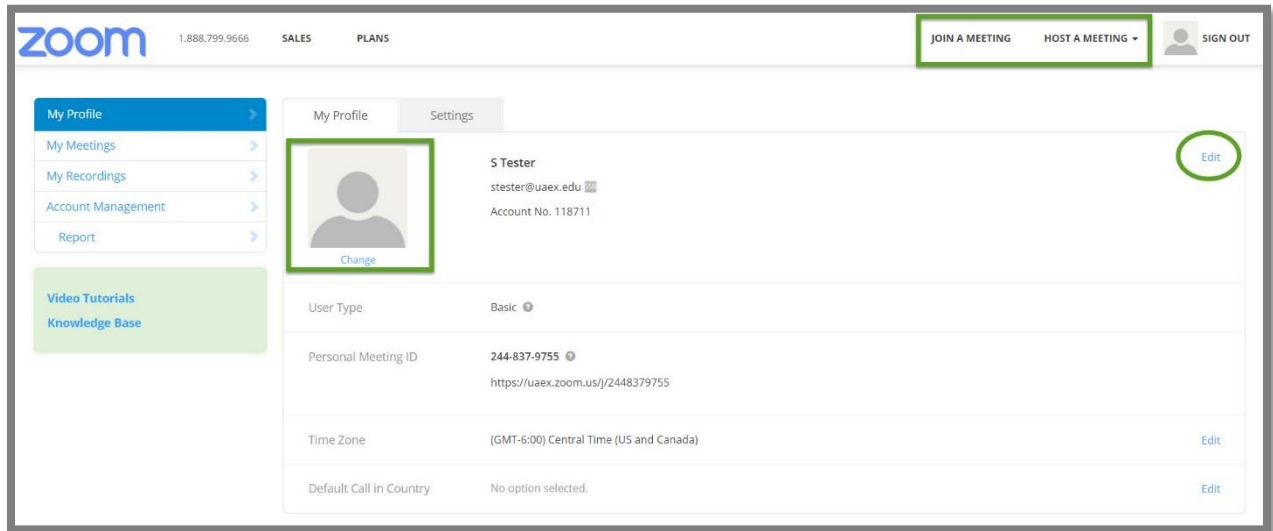 zoom 1.888.799.9666 SALES PLANS JOIN A MEETING HOST A MEETING SIGN OUT
My Profile
My Meetings
My Recordings
Account Management
Report
Video Tutorials
Knowledge Base
My Profile Settings
Change
S Tester
stester@uaex.edu
Account No. 118711
Edit
User Type Basic
Personal Meeting ID 244-837-9755
https://uaex.zoom.us/j/2448379755
Time Zone (GMT-6:00) Central Time (US and Canada) Edit
Default Call in Country No option selected. Edit